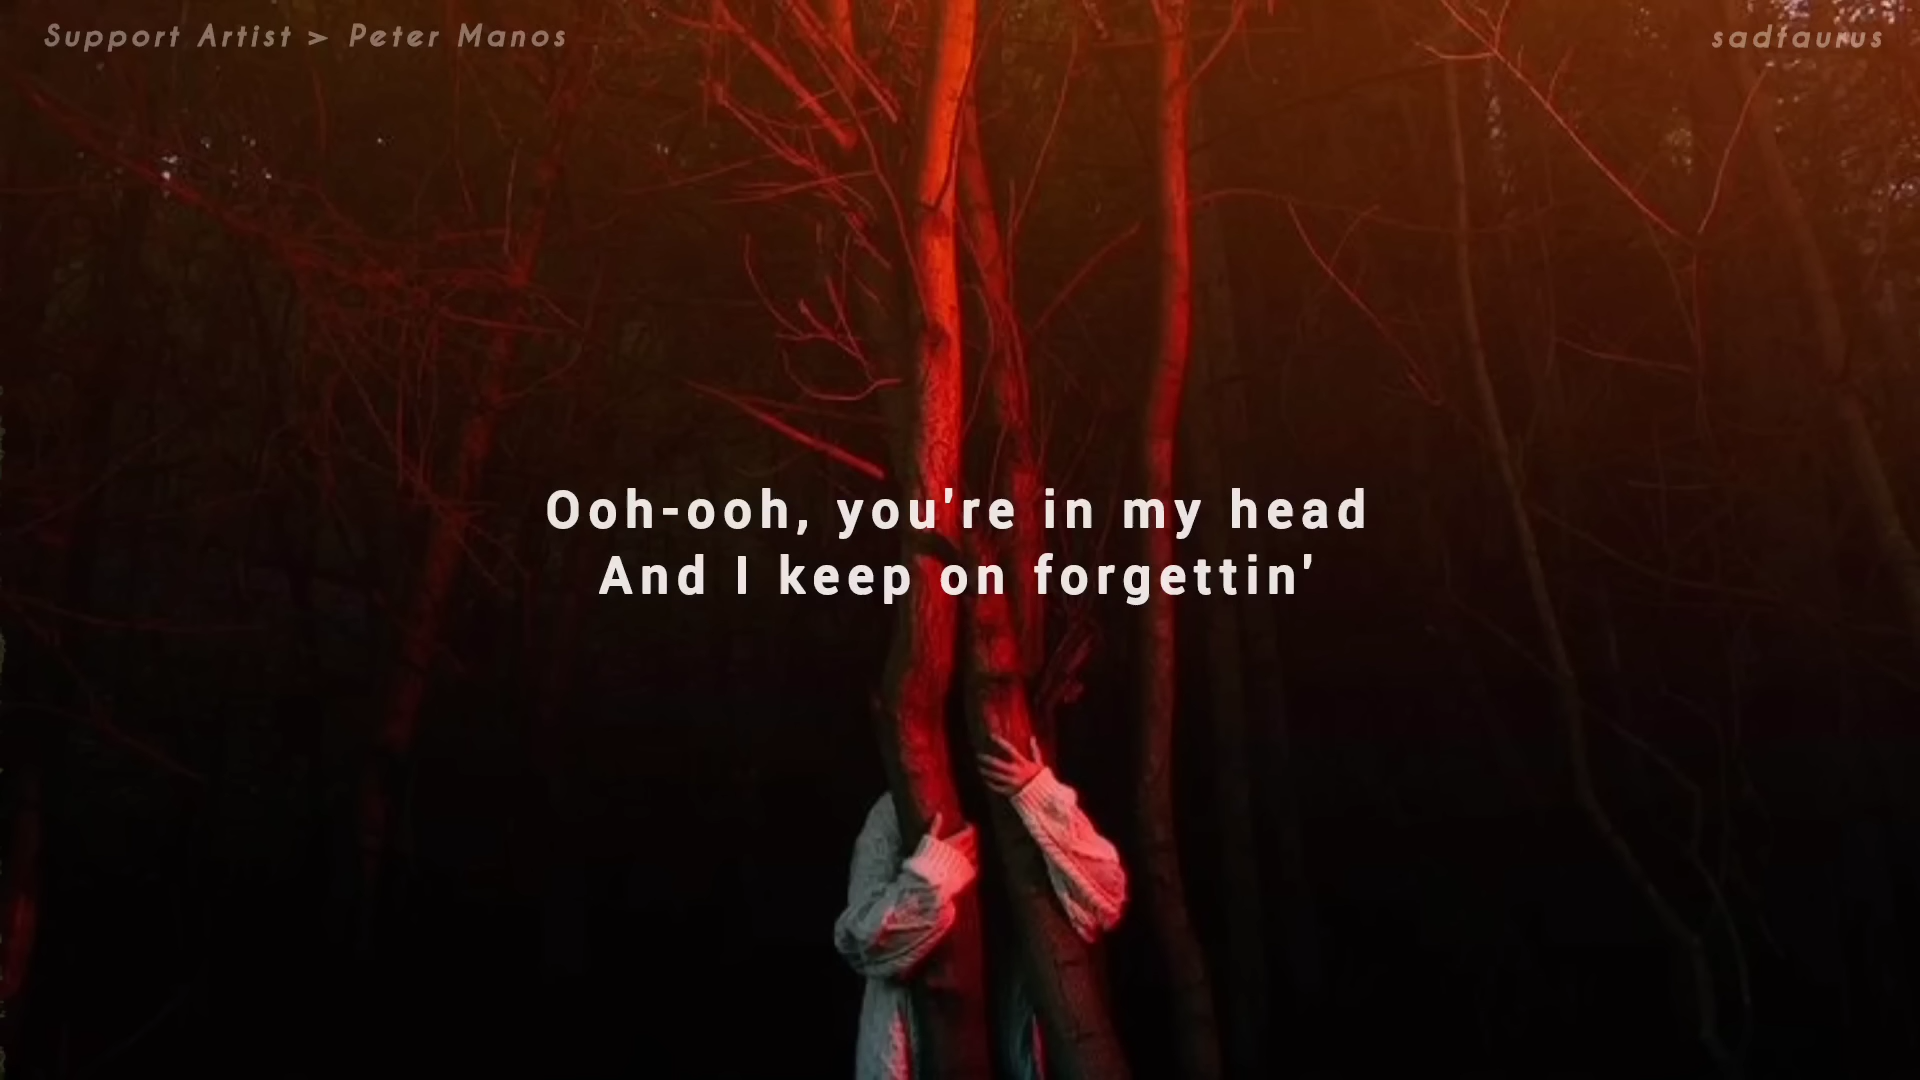 Support Artist > Peter Manos
sadfaurus
Ooh-ooh, you're in my head
And I keep on forgettin'